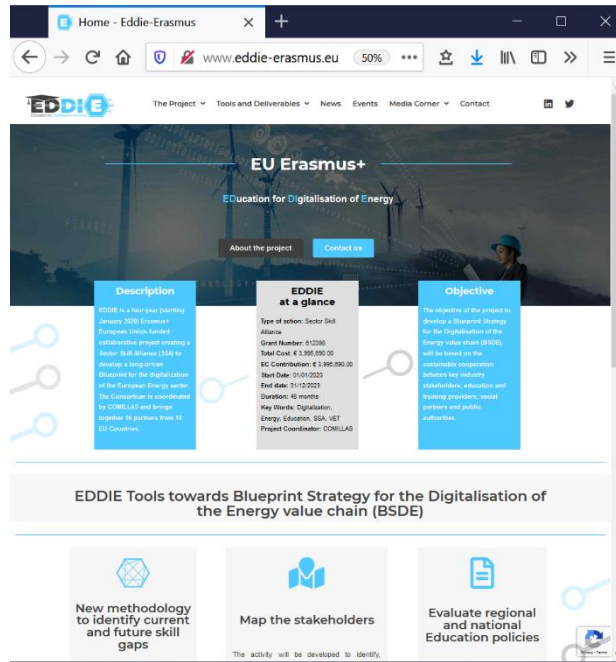 Home - Eddie-Erasmus
www.eddie-erasmus.eu 50%
EDDIE
The Project Tools and Deliverables News Events Media Corner Contact
EU Erasmus+
EDucation for Digitalisation of Energy
About the project Contact us
Description
EDDIE is a four-year (starting
January 2020) Erasmus+
European Union funded
collaborative project creating a
Sector Skill Alliance (SSA) to
develop a long-driven
Blueprint for the digitalization
of the European Energy sector.
The Consortium is coordinated
by COMILLAS and brings
together 16 partners from 10
EU Countries.
EDDIE
at a glance
Type of action: Sector Skill
Alliance
Grant Number: 612398
Total Cost: € 3,995,690.00
EC Contribution: € 3,995,690.00
Start Date: 01/01/2020
End date: 31/12/2023
Duration: 48 months
Key Words: Digitalization,
Energy, Education, SSA, VET
Project Coordinator: COMILLAS
Objective
The objective of the project to
develop a Blueprint Strategy
for the Digitalisation of the
Energy value chain (BSDE),
will be based on the
sustainable cooperation
between key industry
stakeholders, education and
training providers, social
partners and public
authorities.
EDDIE Tools towards Blueprint Strategy for the Digitalisation of
the Energy value chain (BSDE)
New methodology
to identify current
and future skill
gaps
Map the stakeholders
The activity will be developed to identify,
Evaluate regional
and national
Education policies